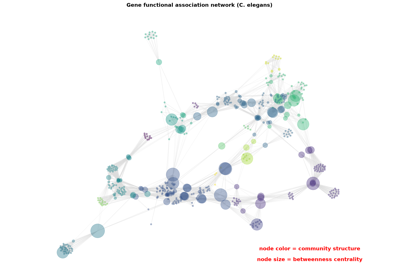 Gene functional association network (C. elegans)
node color = community structure
node size = betweenness centrality